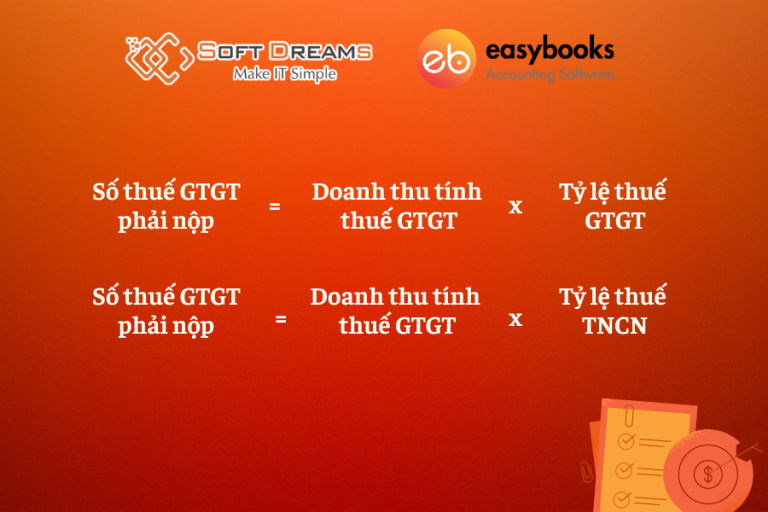 SOFT DREAMS
Make IT Simple
eb easybooks
Accounting Software
Số thuế GTGT
phải nộp
=
Doanh thu tính
thuế GTGT
x
Tỷ lệ thuế
GTGT
Số thuế GTGT
phải nộp
=
Doanh thu tính
thuế GTGT
x
Tỷ lệ thuế
TNCN
$